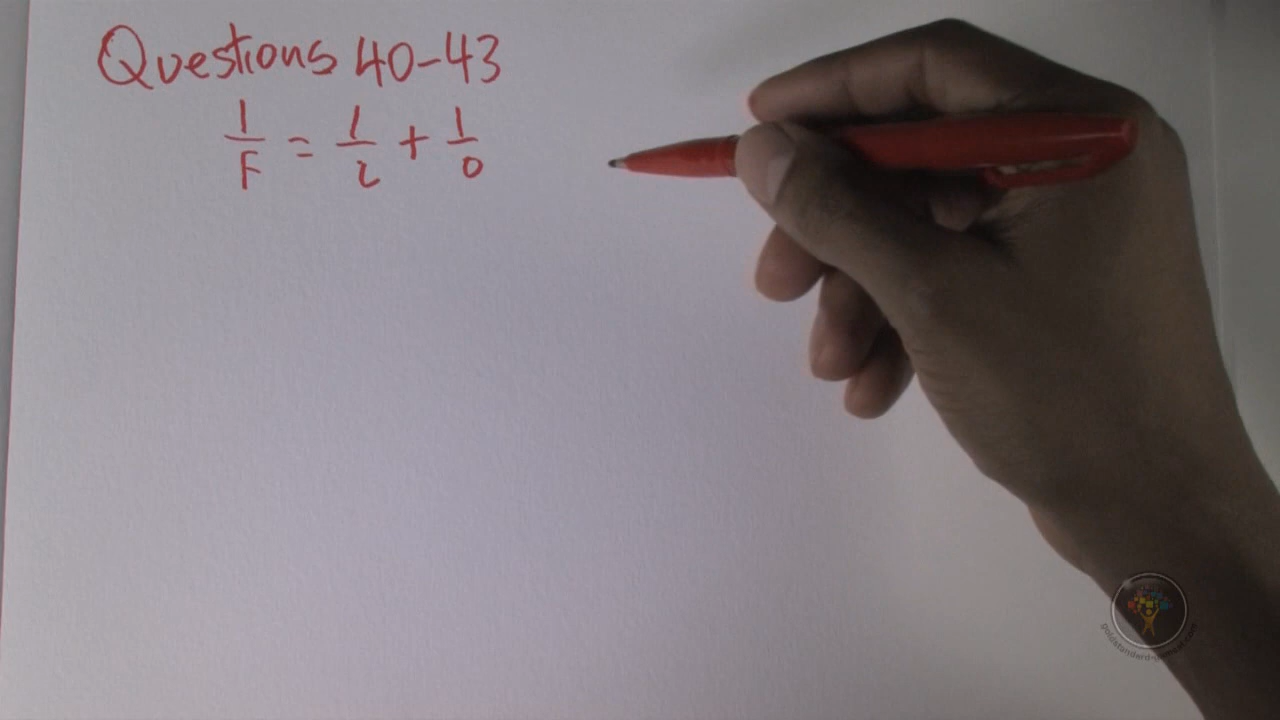 Questions 40-43
1/F = 1/i + 1/o